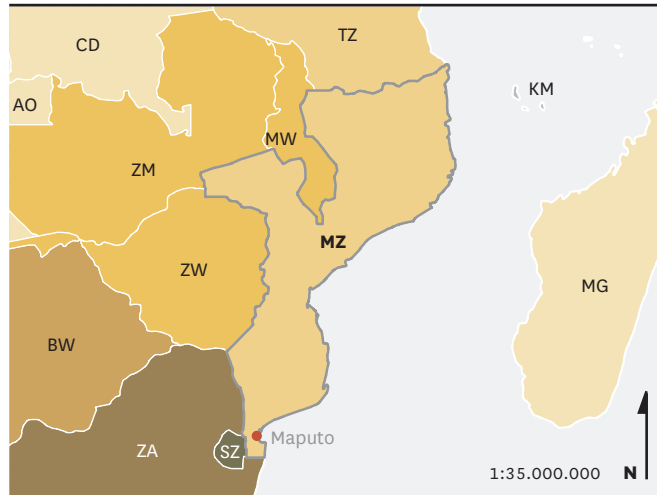 CD
TZ
KM
AO
MW
ZM
MZ
ZW
MG
BW
Maputo
ZA
SZ
1:35.000.000
N